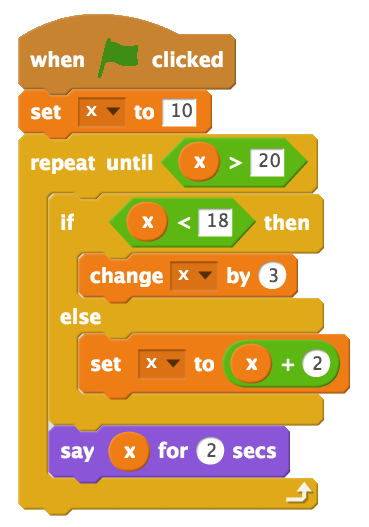 when clicked
set x to 10
repeat until x > 20
if x < 18 then
change x by 3
else
set x to x + 2
say x for 2 secs